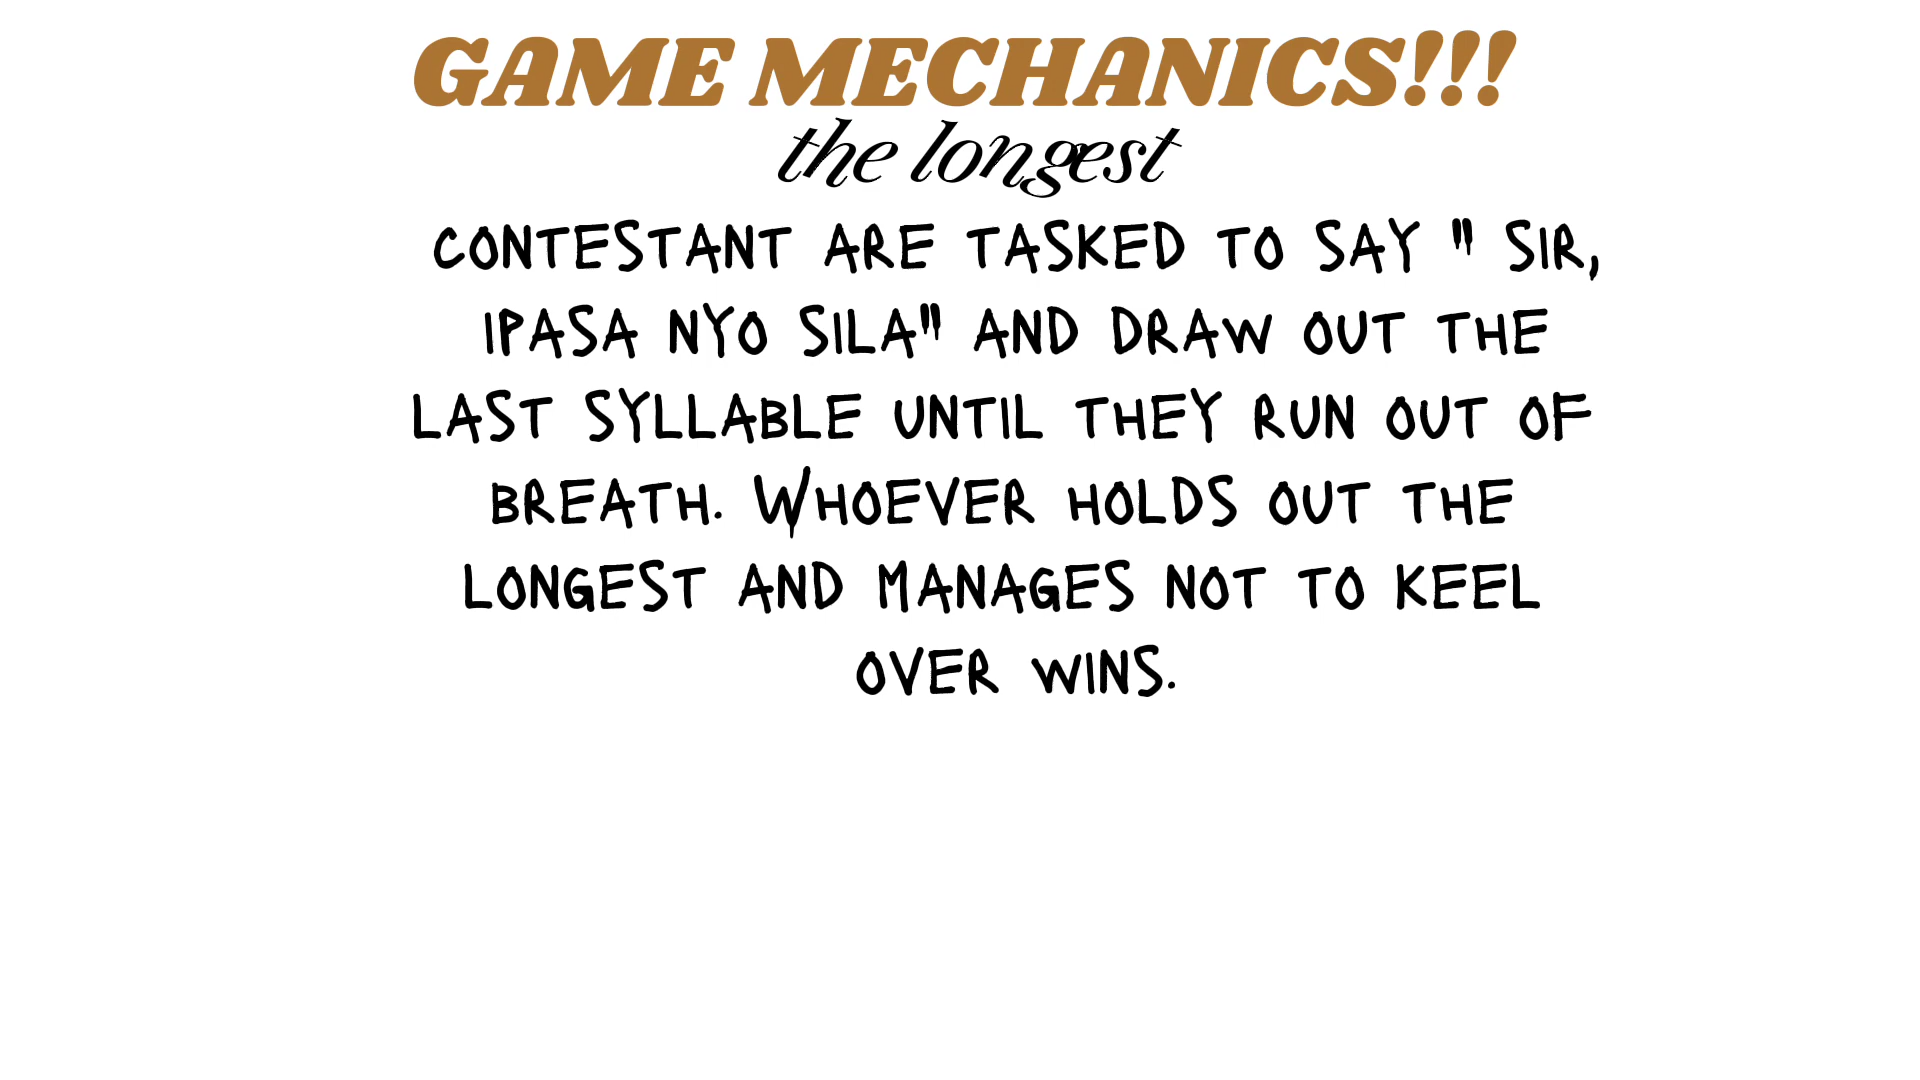 GAME MECHANICS!!!
the longest
CONTESTANT ARE TASKED TO SAY " SIR,
IPASA NYO SILA" AND DRAW OUT THE
LAST SYLLABLE UNTIL THEY RUN OUT OF
BREATH. WHOEVER HOLDS OUT THE
LONGEST AND MANAGES NOT TO KEEL
OVER WINS.